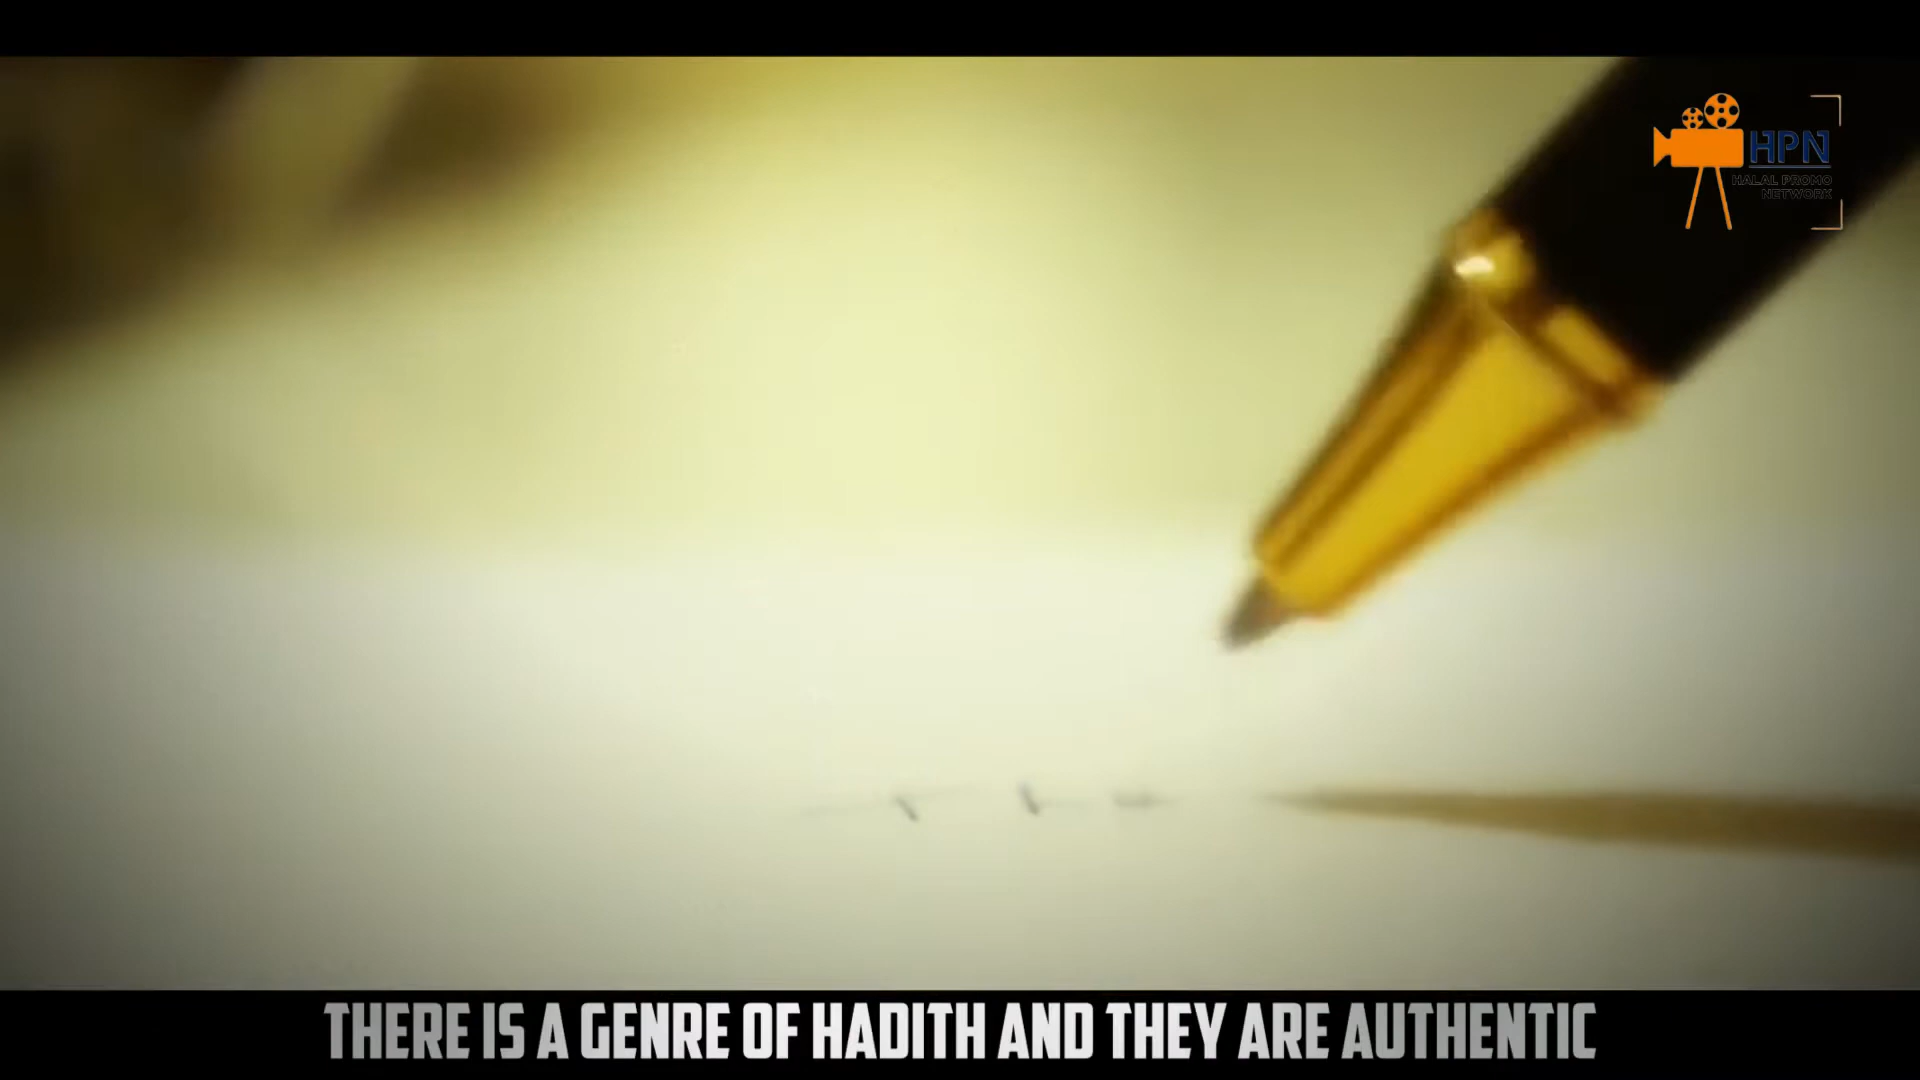 HPN
HALAL PROMO
NETWORK
THERE IS A GENRE OF HADITH AND THEY ARE AUTHENTIC